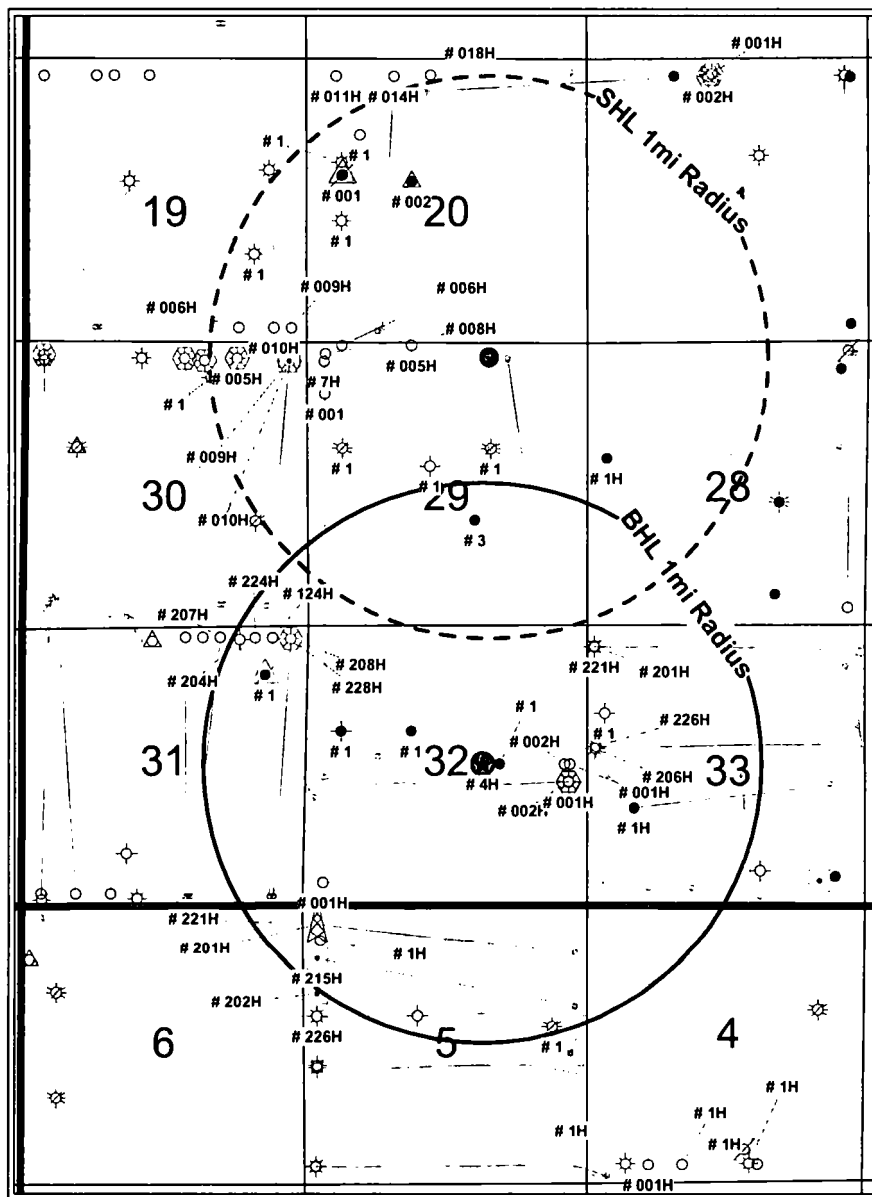 # 018H
# 001H
# 011H
# 014H
# 002H
SHL 1mi Radius
# 1
# 1
# 001
# 002
19
20
# 1
# 1
# 009H
# 006H
# 006H
# 008H
# 010H
# 005H
# 7H
# 005H
# 1
# 001
# 009H
# 1
# 1H
# 1
# 1H
30
29
28
# 010H
# 3
BHL 1mi Radius
# 224H
# 124H
# 207H
# 208H
# 221H
# 201H
# 204H
# 1
# 228H
# 1
# 226H
# 1
# 1
# 002H
# 1
31
32
33
# 206H
# 4H
# 001H
# 002H
# 001H
# 1H
# 001H
# 221H
# 201H
# 1H
# 215H
# 202H
# 226H
6
5
4
# 1
# 1H
# 1H
# 1H
# 1H
# 001H